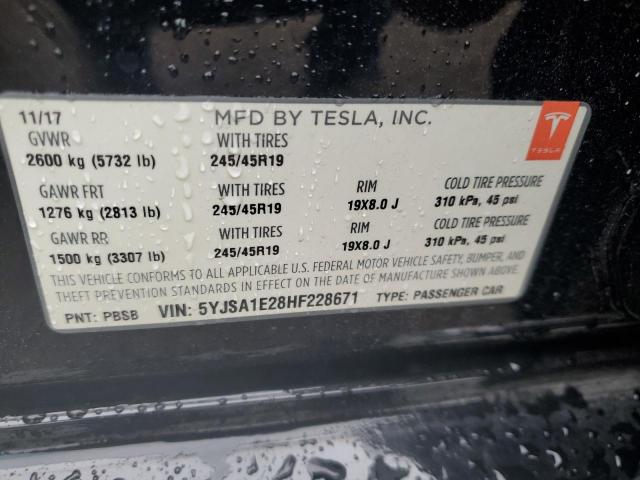 11/17 MFD BY TESLA, INC.
TESLA
GVWR WITH TIRES
2600 kg (5732 lb) 245/45R19
GAWR FRT WITH TIRES RIM COLD TIRE PRESSURE
1276 kg (2813 lb) 245/45R19 19X8.0 J 310 kPa, 45 psi
GAWR RR WITH TIRES RIM COLD TIRE PRESSURE
1500 kg (3307 lb) 245/45R19 19X8.0 J 310 kPa, 45 psi
THIS VEHICLE CONFORMS TO ALL APPLICABLE U.S. FEDERAL MOTOR VEHICLE SAFETY, BUMPER, AND
THEFT PREVENTION STANDARDS IN EFFECT ON THE DATE OF MANUFACTURE SHOWN ABOVE.
PNT: PBSB VIN: 5YJSA1E28HF228671 TYPE: PASSENGER CAR